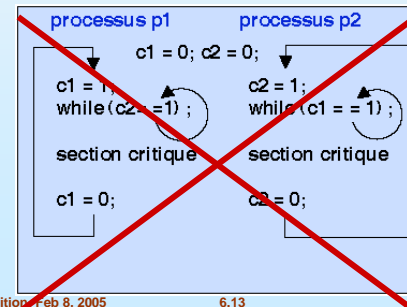 processus p1 processus p2
c1 = 0; c2 = 0;
c1 = 1; c2 = 1;
while(c2= =1) ; while(c1 = = 1) ;
section critique section critique
c1 = 0; c2 = 0;
Feb 8, 2005 6.13